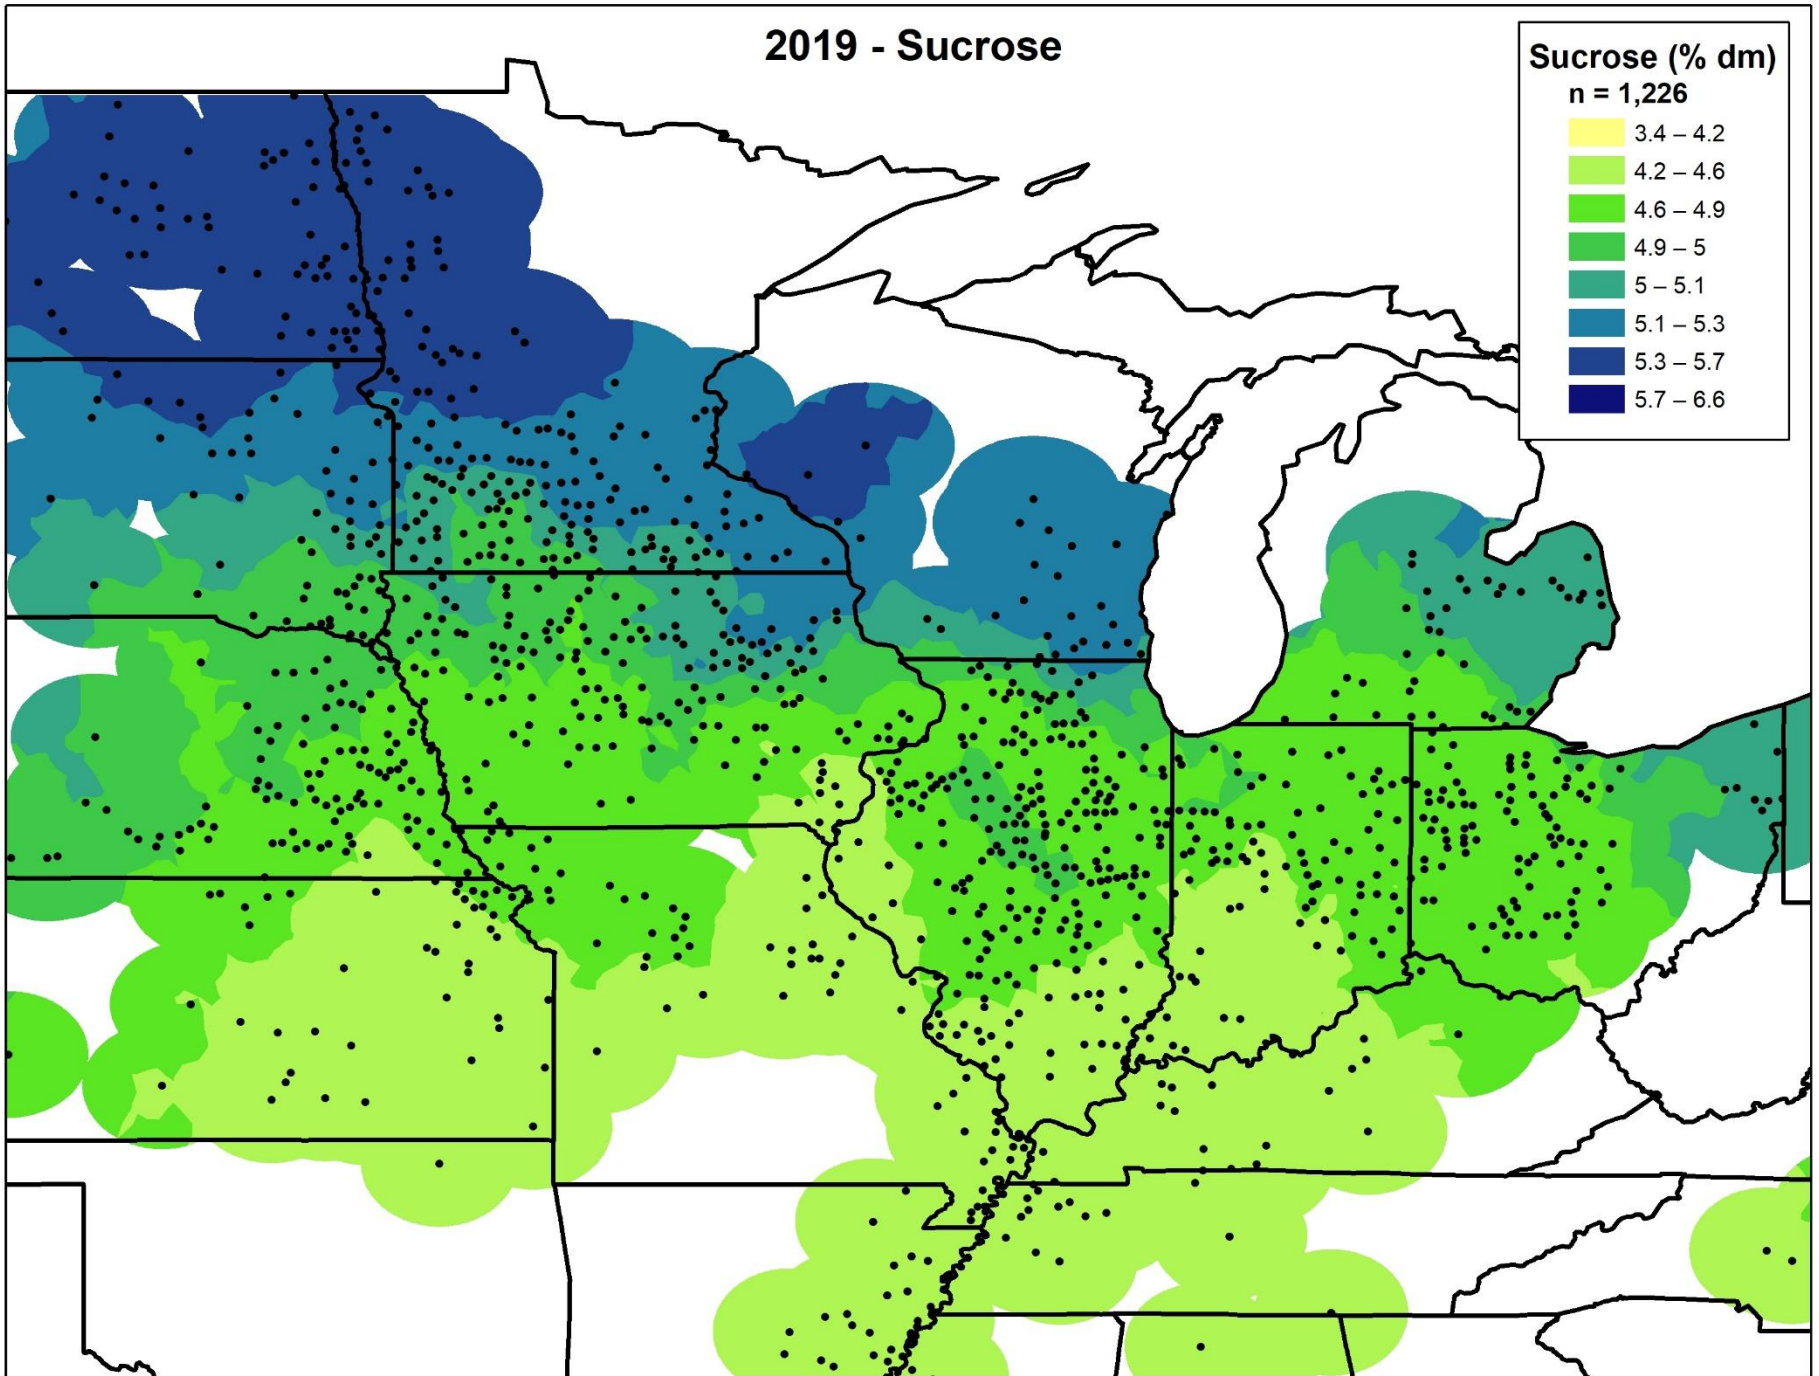 2019 - Sucrose
Sucrose (% dm)
n = 1,226
3.4 – 4.2
4.2 – 4.6
4.6 – 4.9
4.9 – 5
5 – 5.1
5.1 – 5.3
5.3 – 5.7
5.7 – 6.6